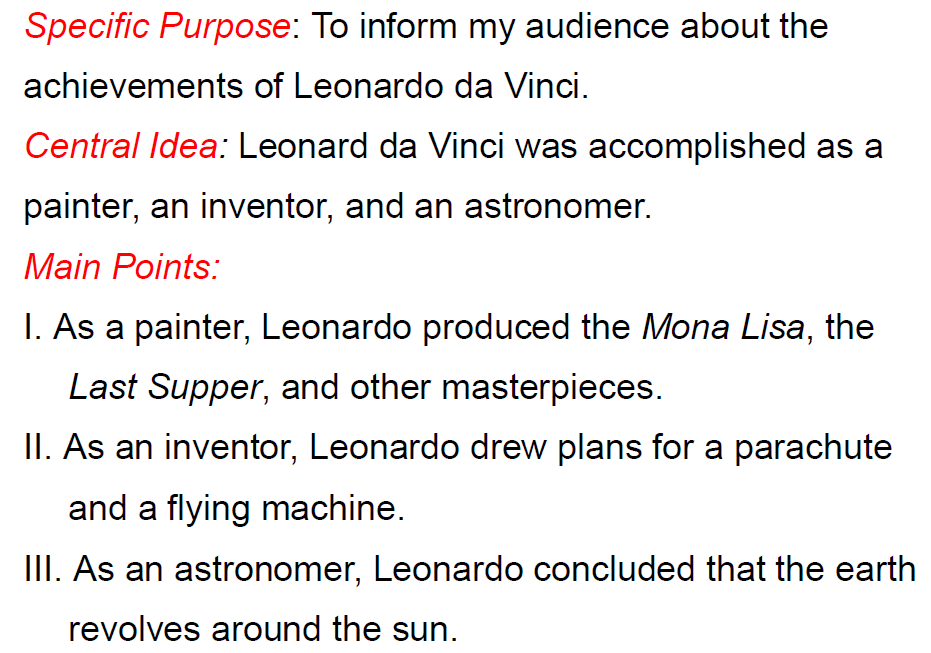 Specific Purpose: To inform my audience about the
achievements of Leonardo da Vinci.
Central Idea: Leonard da Vinci was accomplished as a
painter, an inventor, and an astronomer.
Main Points:
I. As a painter, Leonardo produced the Mona Lisa, the
Last Supper, and other masterpieces.
II. As an inventor, Leonardo drew plans for a parachute
and a flying machine.
III. As an astronomer, Leonardo concluded that the earth
revolves around the sun.